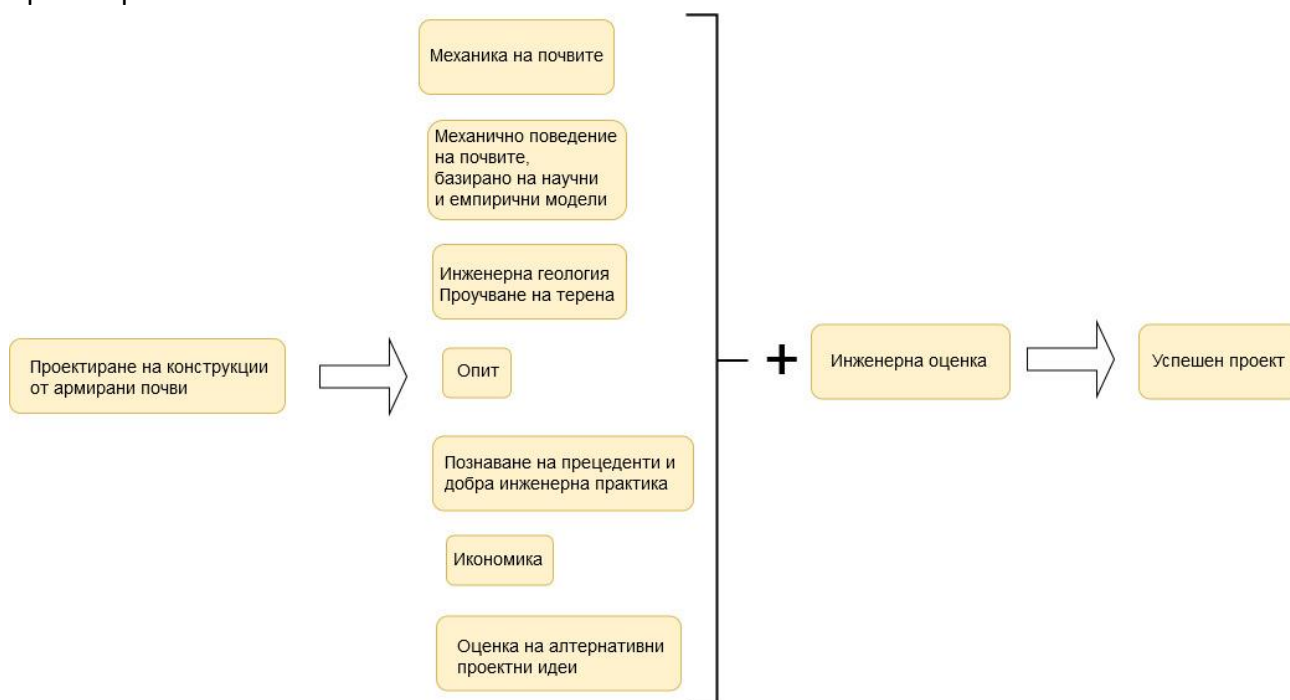 Механика на почвите
Механично поведение
на почвите,
базирано на научни
и емпирични модели
Инженерна геология
Проучване на терена
Проектиране на конструкции
от армирани почви
Опит
+
Инженерна оценка
Успешен проект
Познаване на прецеденти и
добра инженерна практика
Икономика
Оценка на алтернативни
проектни идеи